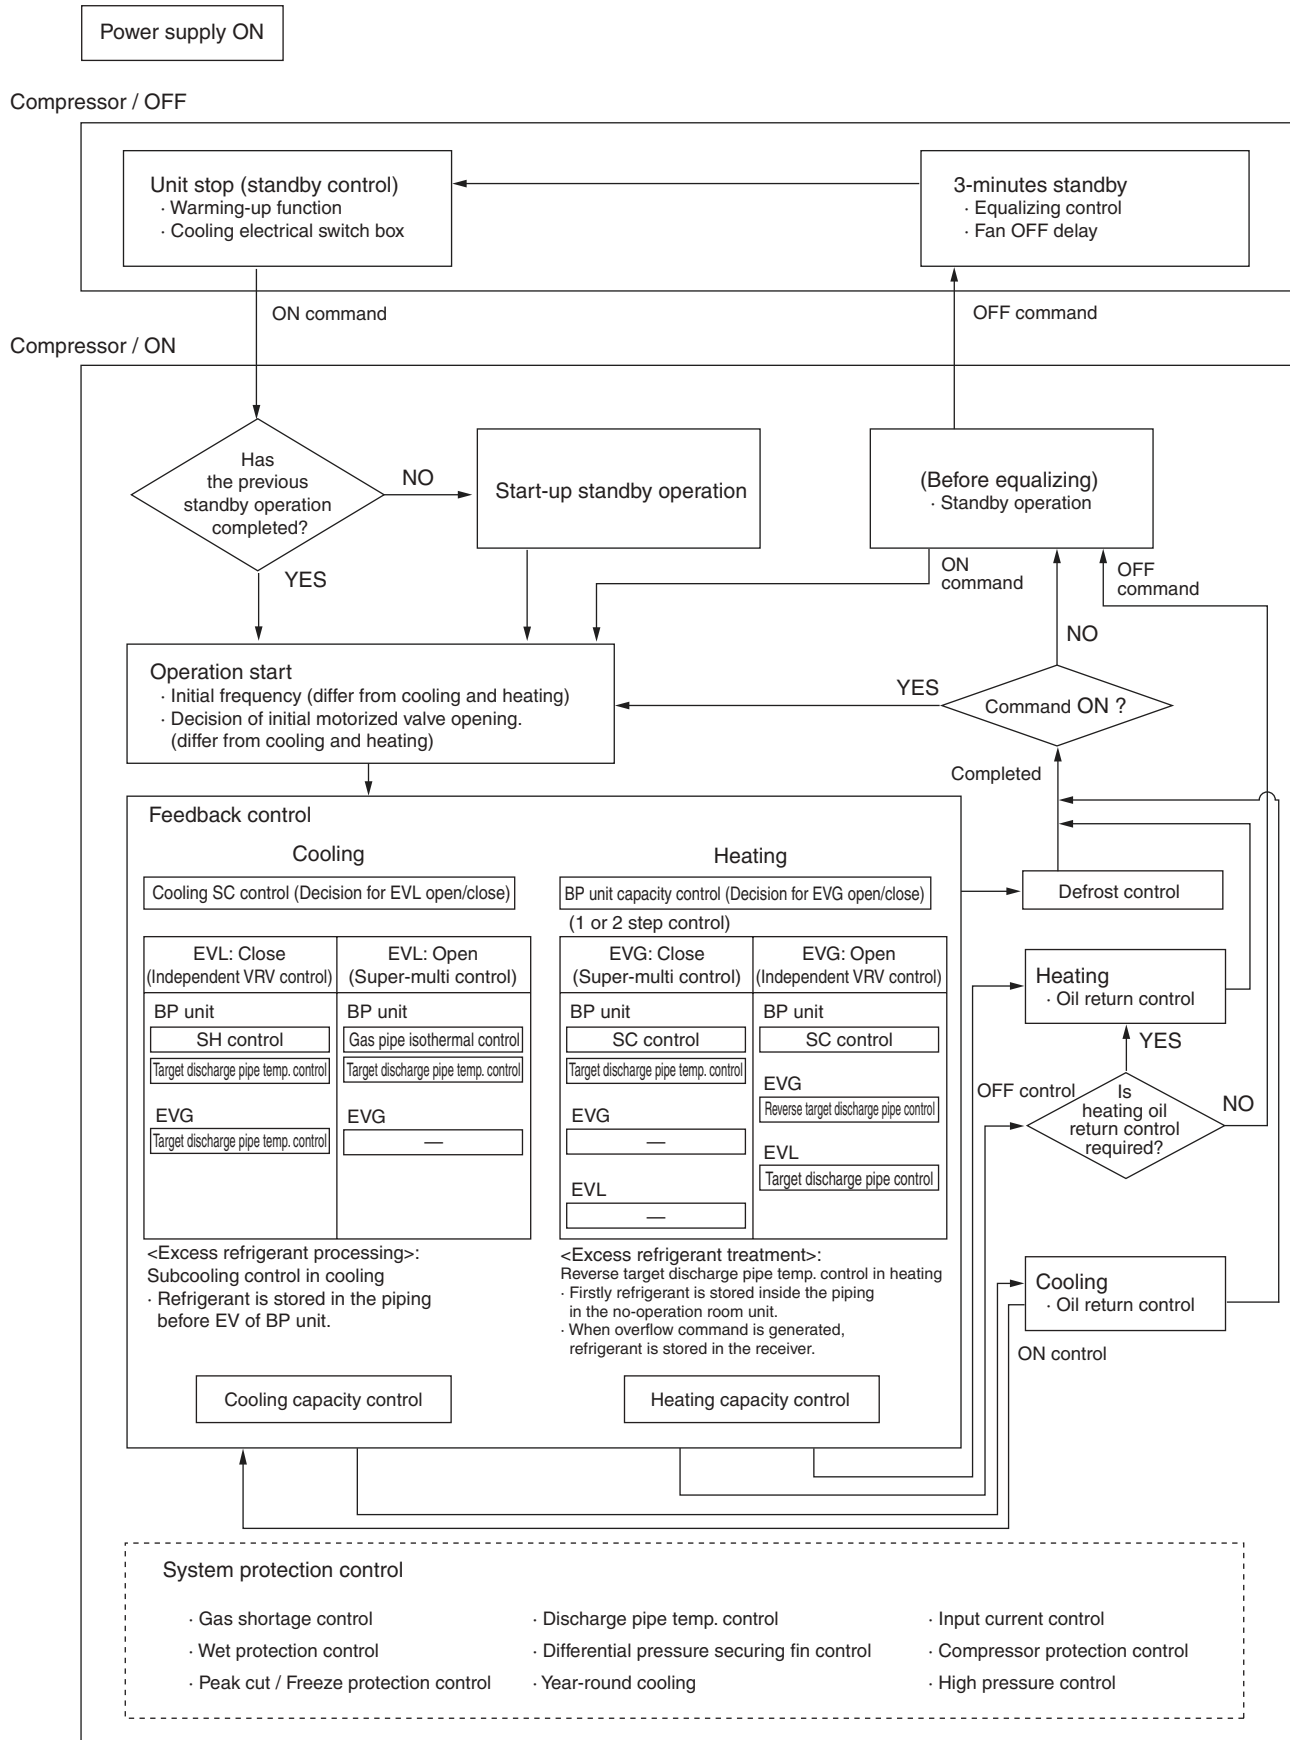 Power supply ON
Compressor / OFF
Unit stop (standby control)
· Warming-up function
· Cooling electrical switch box
3-minutes standby
· Equalizing control
· Fan OFF delay
ON command
OFF command
Compressor / ON
Has
the previous
standby operation
completed?
NO
YES
Start-up standby operation
(Before equalizing)
· Standby operation
ON
command
OFF
command
NO
YES
Command ON ?
Completed
Operation start
· Initial frequency (differ from cooling and heating)
· Decision of initial motorized valve opening.
(differ from cooling and heating)
Feedback control
Cooling
Cooling SC control (Decision for EVL open/close)
EVL: Close
(Independent VRV control)
BP unit
SH control
Target discharge pipe temp. control
EVG
Target discharge pipe temp. control
EVL: Open
(Super-multi control)
BP unit
Gas pipe isothermal control
Target discharge pipe temp. control
EVG
—
<Excess refrigerant processing>:
Subcooling control in cooling
· Refrigerant is stored in the piping
before EV of BP unit.
Cooling capacity control
Heating
BP unit capacity control (Decision for EVG open/close)
(1 or 2 step control)
EVG: Close
(Super-multi control)
BP unit
SC control
Target discharge pipe temp. control
EVG
—
EVL
—
EVG: Open
(Independent VRV control)
BP unit
SC control
EVG
Reverse target discharge pipe control
EVL
Target discharge pipe control
<Excess refrigerant treatment>:
Reverse target discharge pipe temp. control in heating
· Firstly refrigerant is stored inside the piping
in the no-operation room unit.
· When overflow command is generated,
refrigerant is stored in the receiver.
Heating capacity control
Defrost control
Heating
· Oil return control
YES
OFF control
Is
heating oil
return control
required?
NO
Cooling
· Oil return control
ON control
System protection control
· Gas shortage control
· Wet protection control
· Peak cut / Freeze protection control
· Discharge pipe temp. control
· Differential pressure securing fin control
· Year-round cooling
· Input current control
· Compressor protection control
· High pressure control